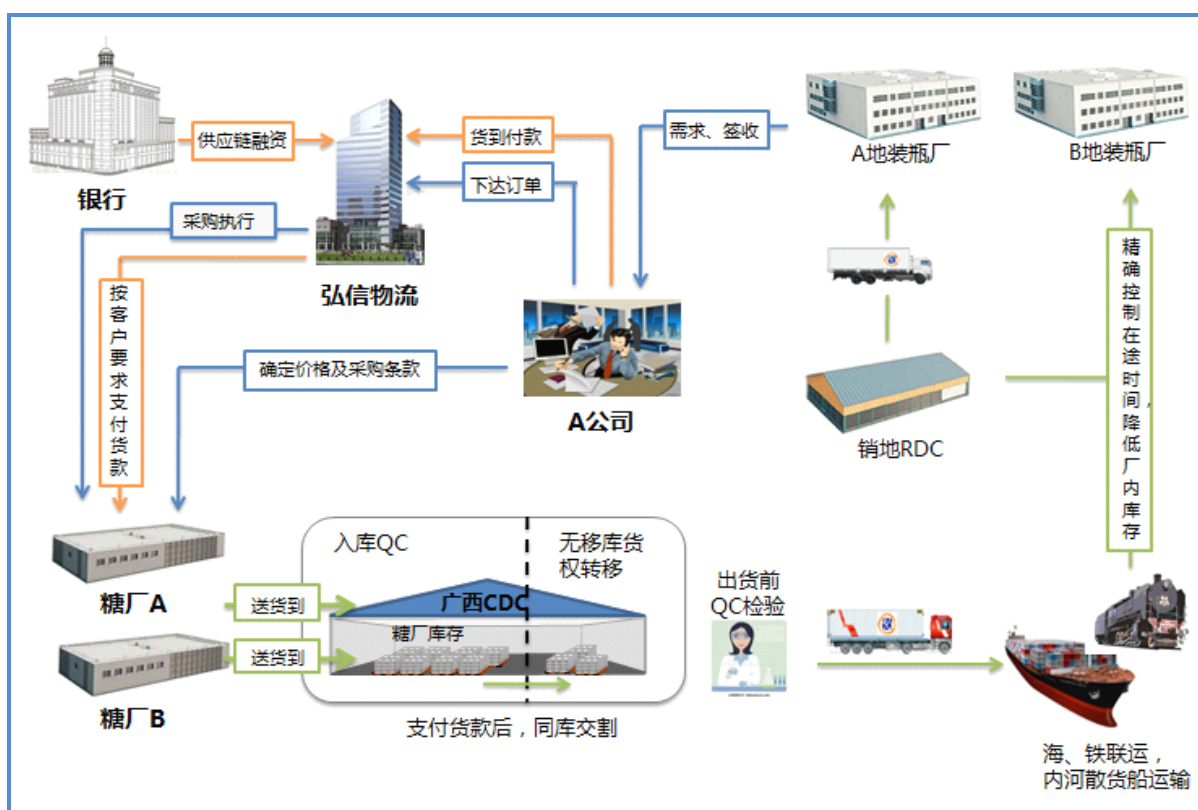 银行
供应链融资
货到付款
下达订单
采购执行
弘信物流
按客户要求支付货款
需求、签收
A地装瓶厂
B地装瓶厂
精确控制在途时间，降低厂内库存
确定价格及采购条款
A公司
销地RDC
糖厂A
糖厂B
送货到
送货到
入库QC
无移库货
权转移
广西CDC
糖厂库存
支付货款后，同库交割
出货前
QC检验
海、铁联运，
内河散货船运输